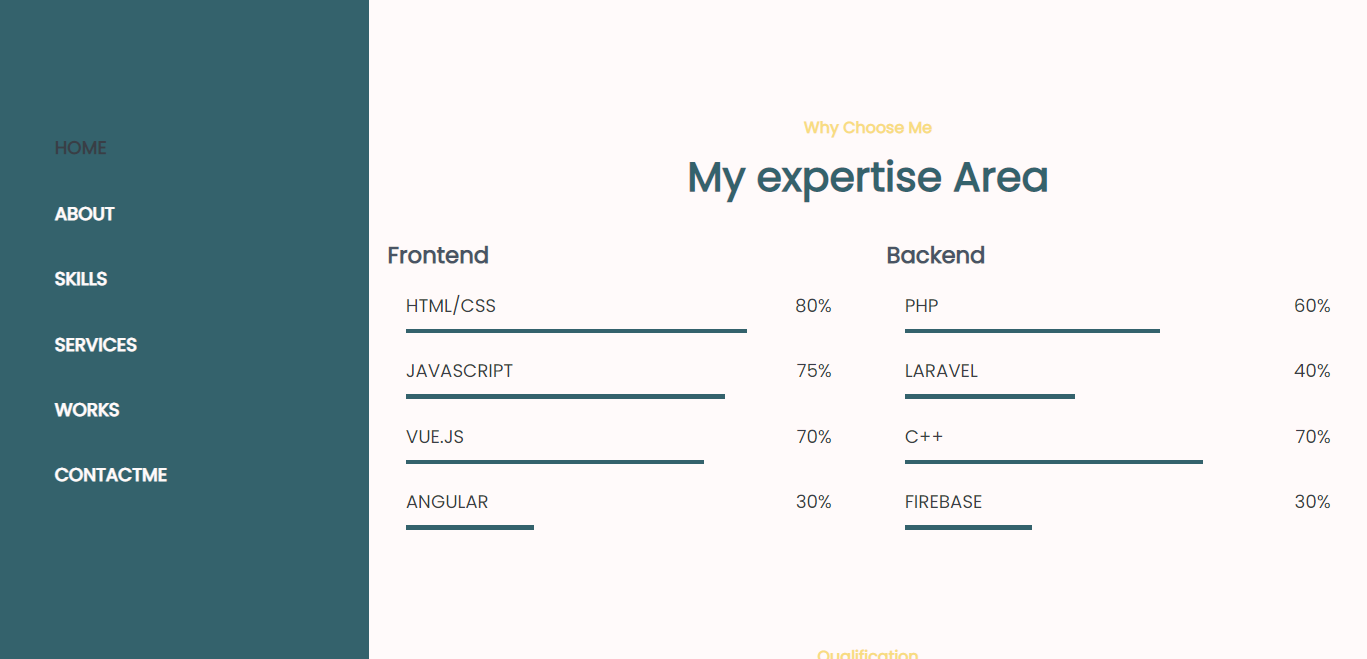 HOME
ABOUT
SKILLS
SERVICES
WORKS
CONTACTME
Why Choose Me
My expertise Area
Frontend
HTML/CSS 80%
JAVASCRIPT 75%
VUE.JS 70%
ANGULAR 30%
Backend
PHP 60%
LARAVEL 40%
C++ 70%
FIREBASE 30%
Qualification